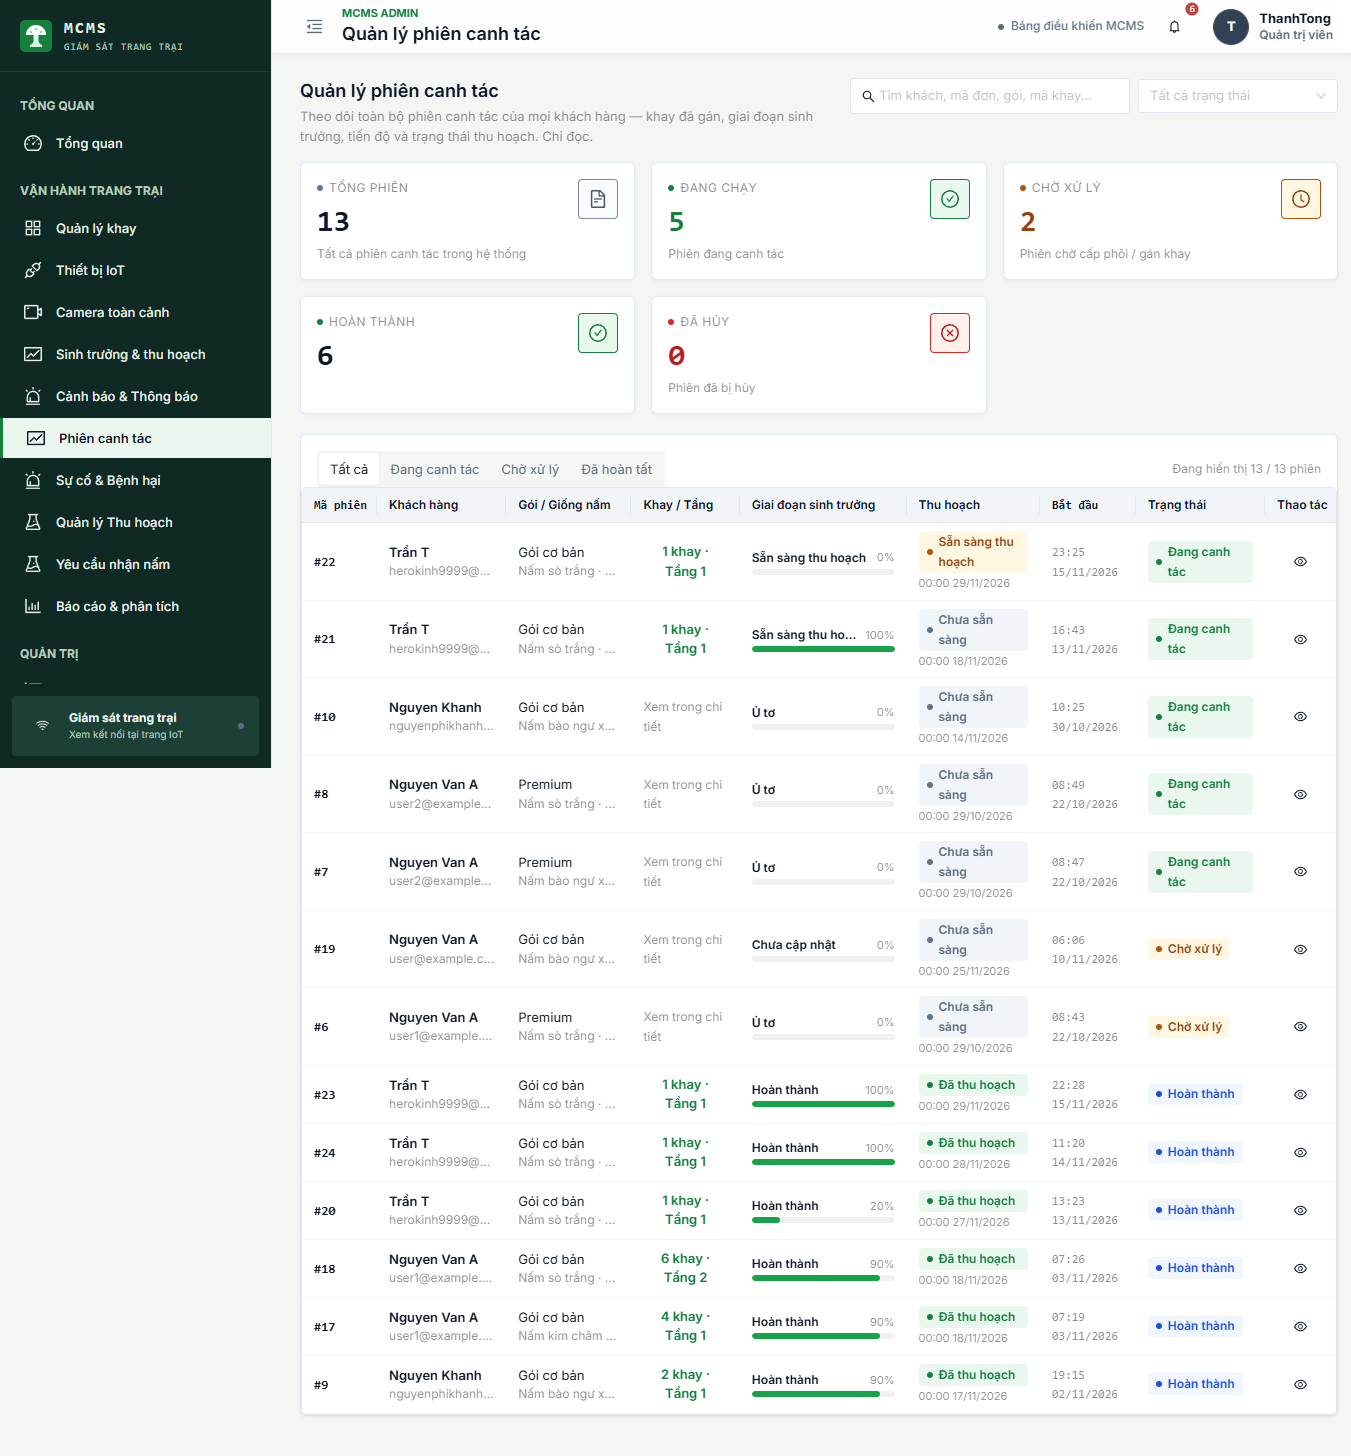 MCMS
GIÁM SÁT TRANG TRẠI
TỔNG QUAN
Tổng quan
VẬN HÀNH TRANG TRẠI
Quản lý khay
Thiết bị IoT
Camera toàn cảnh
Sinh trưởng & thu hoạch
Cảnh báo & Thông báo
Phiên canh tác
Sự cố & Bệnh hại
Quản lý Thu hoạch
Yêu cầu nhận nấm
Báo cáo & phân tích
QUẢN TRỊ
Giám sát trang trại
Xem kết nối tại trang IoT
MCMS ADMIN
Quản lý phiên canh tác
Bảng điều khiển MCMS
6
T
ThanhTong
Quản trị viên
Quản lý phiên canh tác
Theo dõi toàn bộ phiên canh tác của mọi khách hàng — khay đã gán, giai đoạn sinh
trưởng, tiến độ và trạng thái thu hoạch. Chỉ đọc.
Tìm khách, mã đơn, gói, mã khay...
Tất cả trạng thái
TỔNG PHIÊN
13
Tất cả phiên canh tác trong hệ thống
ĐANG CHẠY
5
Phiên đang canh tác
CHỜ XỬ LÝ
2
Phiên chờ cấp phôi / gán khay
HOÀN THÀNH
6
ĐÃ HỦY
0
Phiên đã bị hủy
Tất cả
Đang canh tác
Chờ xử lý
Đã hoàn tất
Đang hiển thị 13 / 13 phiên
Mã phiên Khách hàng Gói / Giống nấm Khay / Tầng Giai đoạn sinh trưởng Thu hoạch Bắt đầu Trạng thái Thao tác
#22
Trần T
herokinh9999@...
Gói cơ bản
Nấm sò trắng · ...
1 khay ·
Tầng 1
Sẵn sàng thu hoạch 0%
Sẵn sàng thu
hoạch
00:00 29/11/2026
23:25
15/11/2026
Đang canh
tác
#21
Trần T
herokinh9999@...
Gói cơ bản
Nấm sò trắng · ...
1 khay ·
Tầng 1
Sẵn sàng thu ho... 100%
Chưa sẵn
sàng
00:00 18/11/2026
16:43
13/11/2026
Đang canh
tác
#10
Nguyen Khanh
nguyenphikhanh...
Gói cơ bản
Nấm bào ngư x...
Xem trong chi
tiết
Ủ tơ 0%
Chưa sẵn
sàng
00:00 14/11/2026
10:25
30/10/2026
Đang canh
tác
#8
Nguyen Van A
user2@example...
Premium
Nấm sò trắng · ...
Xem trong chi
tiết
Ủ tơ 0%
Chưa sẵn
sàng
00:00 29/10/2026
08:49
22/10/2026
Đang canh
tác
#7
Nguyen Van A
user2@example...
Premium
Nấm bào ngư x...
Xem trong chi
tiết
Ủ tơ 0%
Chưa sẵn
sàng
00:00 29/10/2026
08:47
22/10/2026
Đang canh
tác
#19
Nguyen Van A
user@example.c...
Gói cơ bản
Nấm bào ngư x...
Xem trong chi
tiết
Chưa cập nhật 0%
Chưa sẵn
sàng
00:00 25/11/2026
06:06
10/11/2026
Chờ xử lý
#6
Nguyen Van A
user1@example....
Premium
Nấm sò trắng · ...
Xem trong chi
tiết
Ủ tơ 0%
Chưa sẵn
sàng
00:00 29/10/2026
08:43
22/10/2026
Chờ xử lý
#23
Trần T
herokinh9999@...
Gói cơ bản
Nấm sò trắng · ...
1 khay ·
Tầng 1
Hoàn thành 100%
Đã thu hoạch
00:00 29/11/2026
22:28
15/11/2026
Hoàn thành
#24
Trần T
herokinh9999@...
Gói cơ bản
Nấm sò trắng · ...
1 khay ·
Tầng 1
Hoàn thành 100%
Đã thu hoạch
00:00 28/11/2026
11:20
14/11/2026
Hoàn thành
#20
Trần T
herokinh9999@...
Gói cơ bản
Nấm sò trắng · ...
1 khay ·
Tầng 1
Hoàn thành 20%
Đã thu hoạch
00:00 27/11/2026
13:23
13/11/2026
Hoàn thành
#18
Nguyen Van A
user1@example....
Gói cơ bản
Nấm sò trắng · ...
6 khay ·
Tầng 2
Hoàn thành 90%
Đã thu hoạch
00:00 18/11/2026
07:26
03/11/2026
Hoàn thành
#17
Nguyen Van A
user1@example....
Gói cơ bản
Nấm kim châm ...
4 khay ·
Tầng 1
Hoàn thành 90%
Đã thu hoạch
00:00 18/11/2026
07:19
03/11/2026
Hoàn thành
#9
Nguyen Khanh
nguyenphikhanh...
Gói cơ bản
Nấm bào ngư x...
2 khay ·
Tầng 1
Hoàn thành 90%
Đã thu hoạch
00:00 17/11/2026
19:15
02/11/2026
Hoàn thành